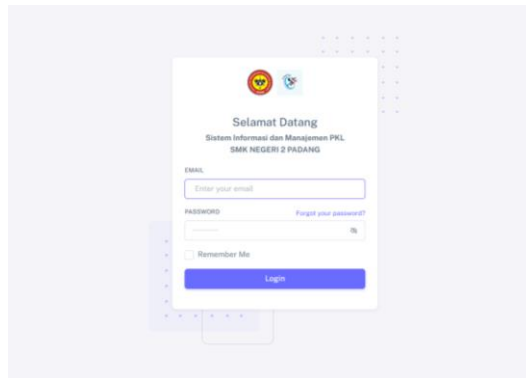 Selamat Datang
Sistem Informasi dan Manajemen PKL
SMK NEGERI 2 PADANG
EMAIL
Enter your email
PASSWORD Forgot your password?
Remember Me
Login